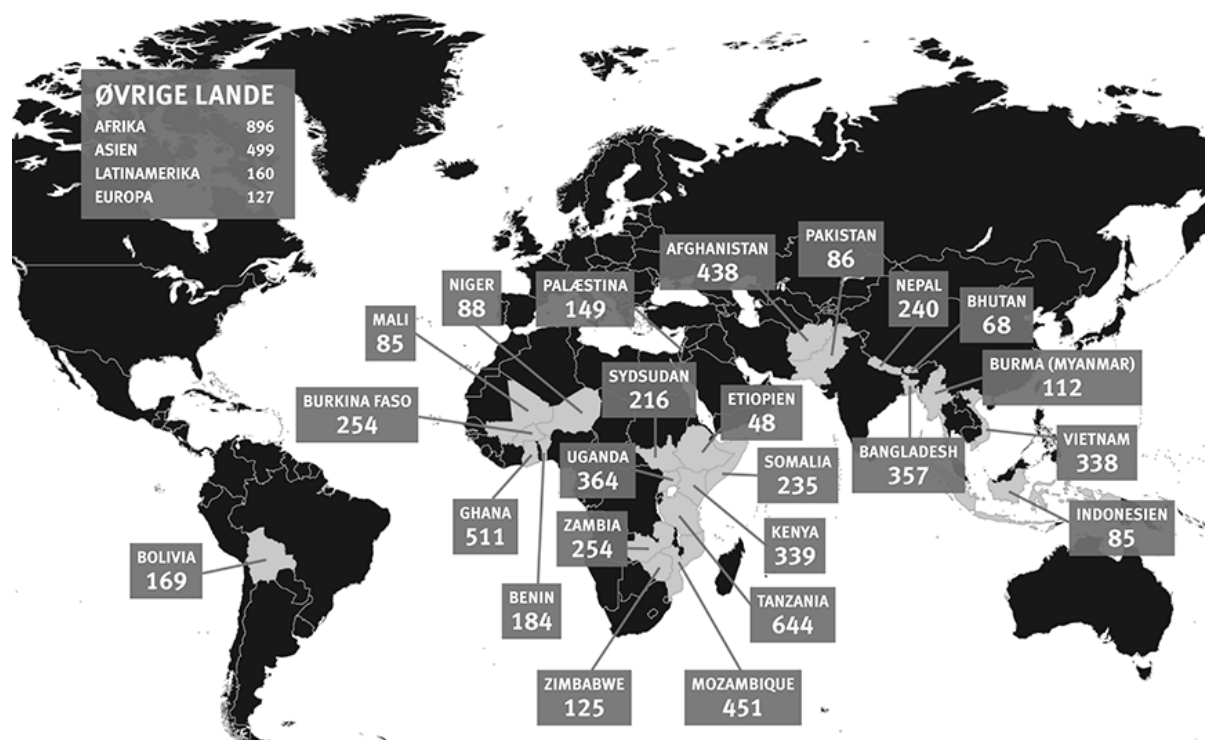 ØVRIGE LANDE
AFRIKA 896
ASIEN 499
LATINAMERIKA 160
EUROPA 127
AFGHANISTAN
438
PAKISTAN
86
NIGER
88
PALÆSTINA
149
NEPAL
240
BHUTAN
68
MALI
85
BURMA (MYANMAR)
112
SYDSUDAN
216
ETIOPIEN
48
BURKINA FASO
254
UGANDA
364
SOMALIA
235
BANGLADESH
357
VIETNAM
338
GHANA
511
ZAMBIA
254
KENYA
339
INDONESIEN
85
BOLIVIA
169
BENIN
184
TANZANIA
644
ZIMBABWE
125
MOZAMBIQUE
451